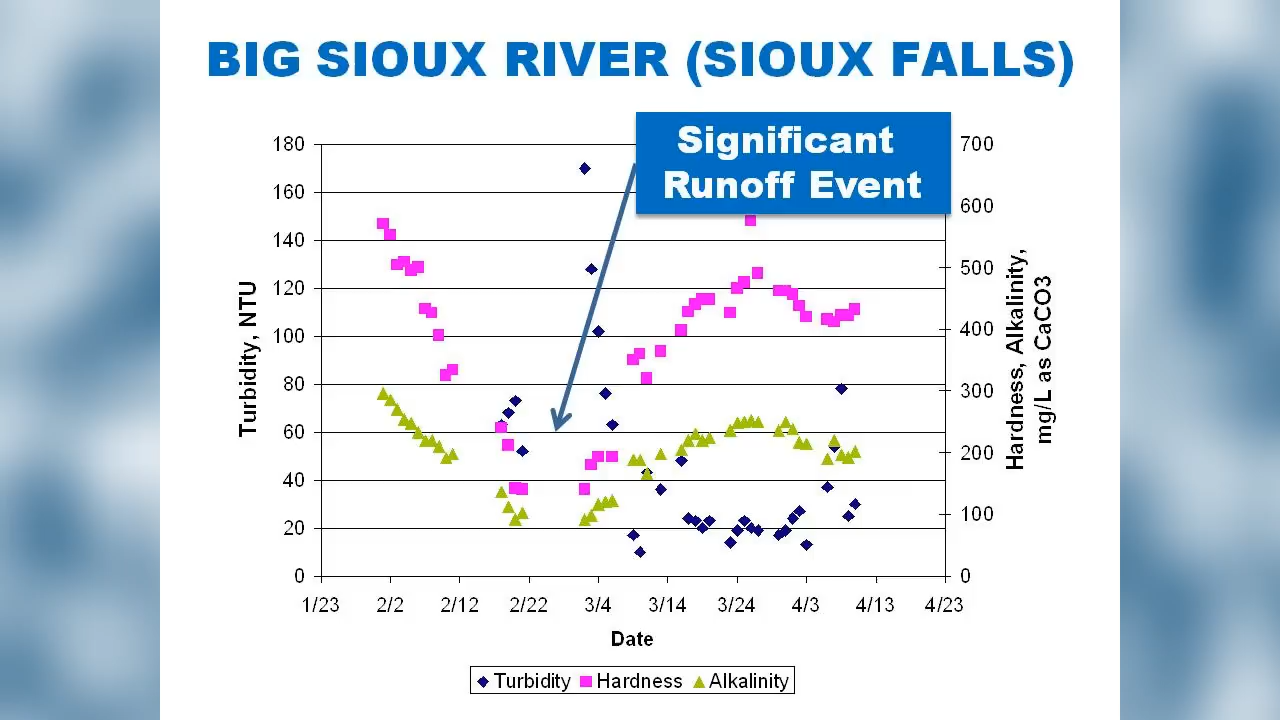 BIG SIOUX RIVER (SIOUX FALLS)
Significant
Runoff Event
180
160
140
120
100
80
60
40
20
0
Turbidity, NTU
700
600
500
400
300
200
100
0
Hardness, Alkalinity,
mg/L as CaCO3
1/23 2/2 2/12 2/22 3/4 3/14 3/24 4/3 4/13 4/23
Date
Turbidity Hardness Alkalinity